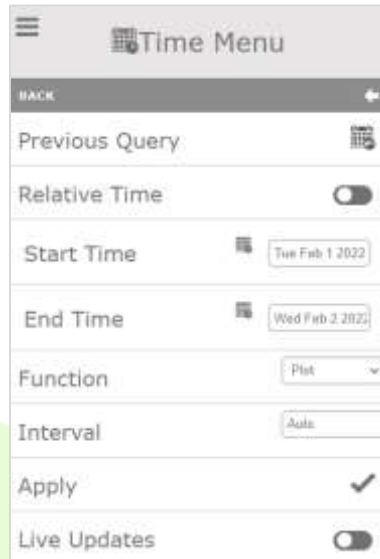 Time Menu
BACK
Previous Query
Relative Time
Start Time Tue Feb 1 2022
End Time Wed Feb 2 2022
Function Plot
Interval Auto
Apply
Live Updates